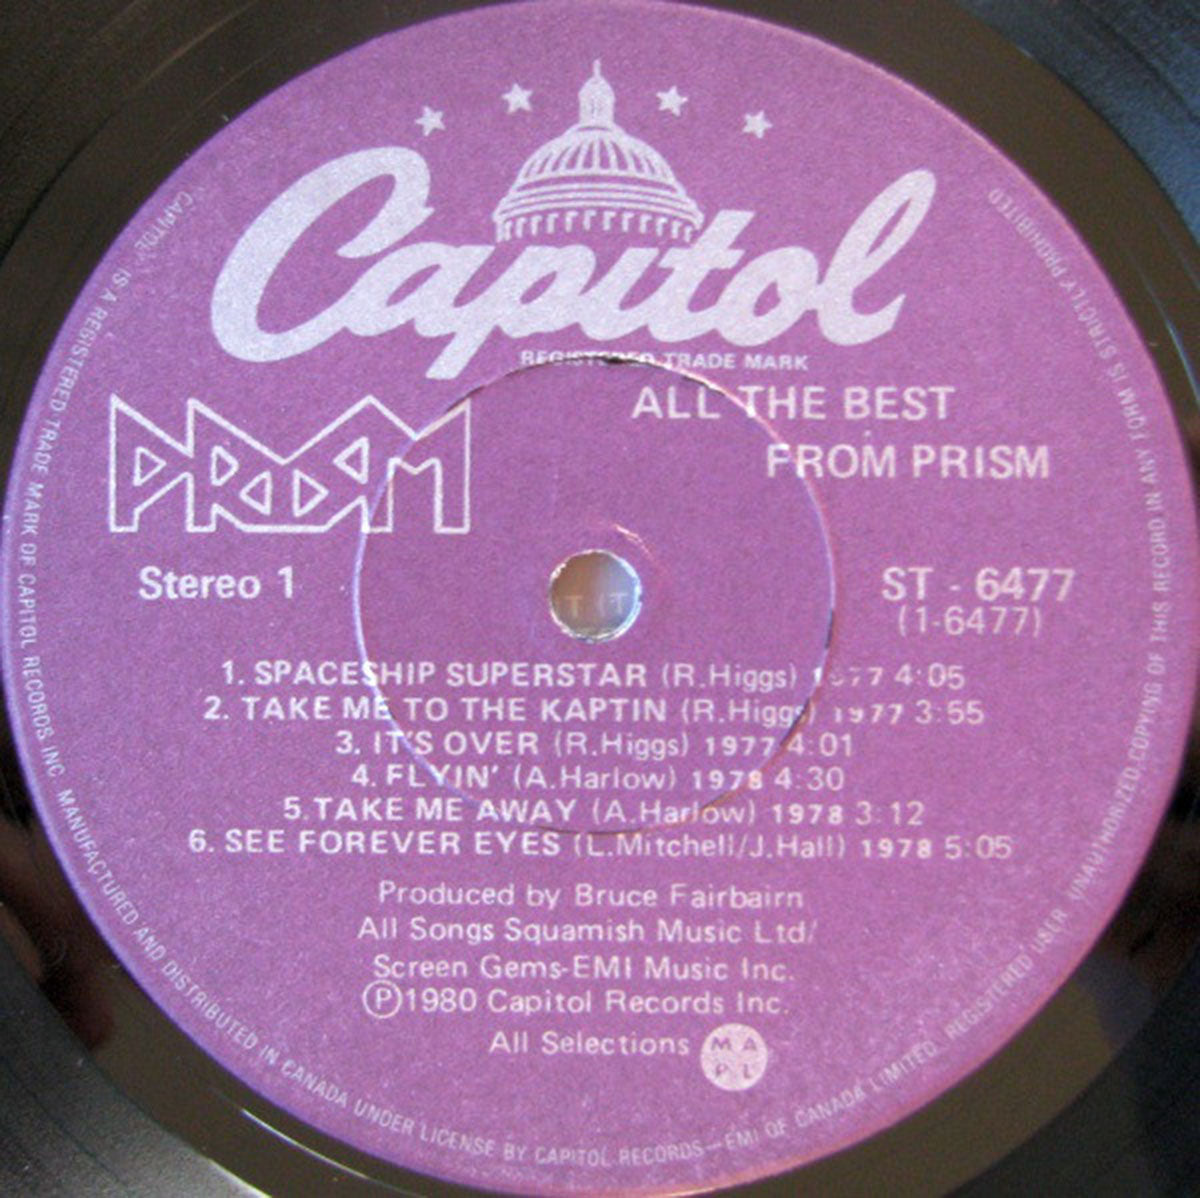 Capitol
REGISTERED TRADE MARK
PRISM
ALL THE BEST
FROM PRISM
Stereo 1
ST - 6477
(1-6477)
1. SPACESHIP SUPERSTAR (R.Higgs) 1977 4:05
2. TAKE ME TO THE KAPTIN (R.Higgs) 1977 3:55
3. IT'S OVER (R.Higgs) 1977 4:01
4. FLYIN' (A.Harlow) 1978 4:30
5. TAKE ME AWAY (A.Harlow) 1978 3:12
6. SEE FOREVER EYES (L.Mitchell/J.Hall) 1978 5:05
Produced by Bruce Fairbairn
All Songs Squamish Music Ltd/
Screen Gems-EMI Music Inc.
Ⓟ1980 Capitol Records Inc.
All Selections MAPL
"CAPITOL" IS A REGISTERED TRADE MARK OF CAPITOL RECORDS INC. MANUFACTURED AND DISTRIBUTED IN CANADA UNDER LICENSE BY CAPITOL RECORDS—EMI OF CANADA LIMITED, REGISTERED USER. UNAUTHORIZED COPYING OF THIS RECORD IN ANY FORM IS STRICTLY PROHIBITED